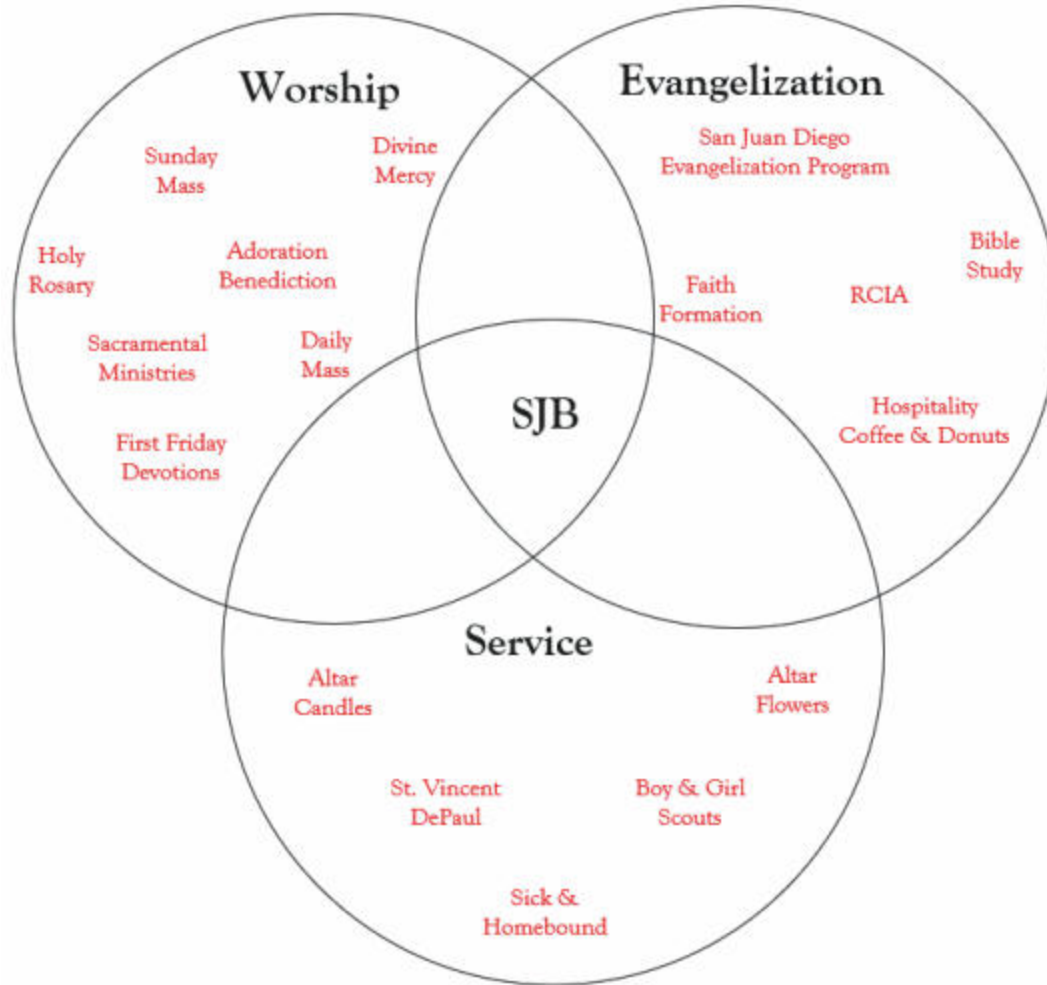 Worship
Sunday
Mass
Divine
Mercy
Holy
Rosary
Adoration
Benediction
Sacramental
Ministries
Daily
Mass
First Friday
Devotions
Evangelization
San Juan Diego
Evangelization Program
Bible
Study
Faith
Formation
RCIA
Hospitality
Coffee & Donuts
SJB
Service
Altar
Candles
Altar
Flowers
St. Vincent
DePaul
Boy & Girl
Scouts
Sick &
Homebound